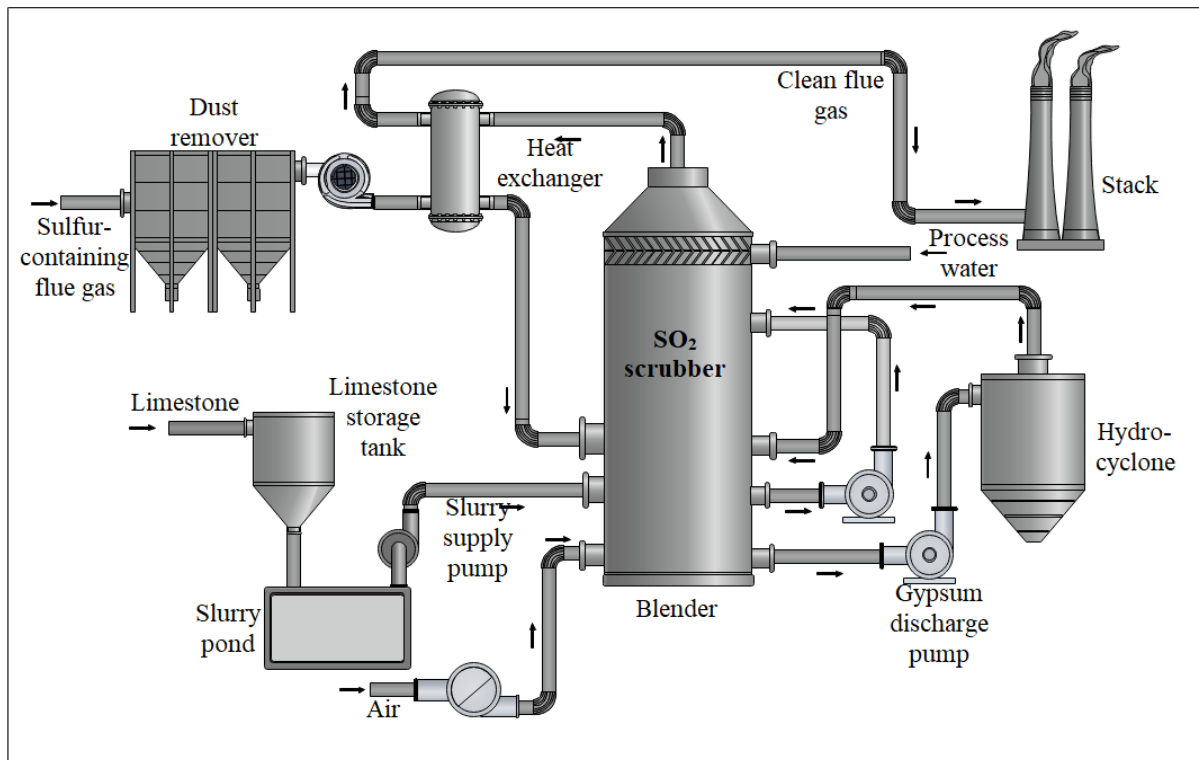 Clean flue
gas
Dust
remover
Heat
exchanger
Stack
Sulfur-
containing
flue gas
Process
water
SO₂
scrubber
Limestone
Limestone
storage
tank
Hydro-
cyclone
Slurry
supply
pump
Slurry
pond
Blender
Gypsum
discharge
pump
Air